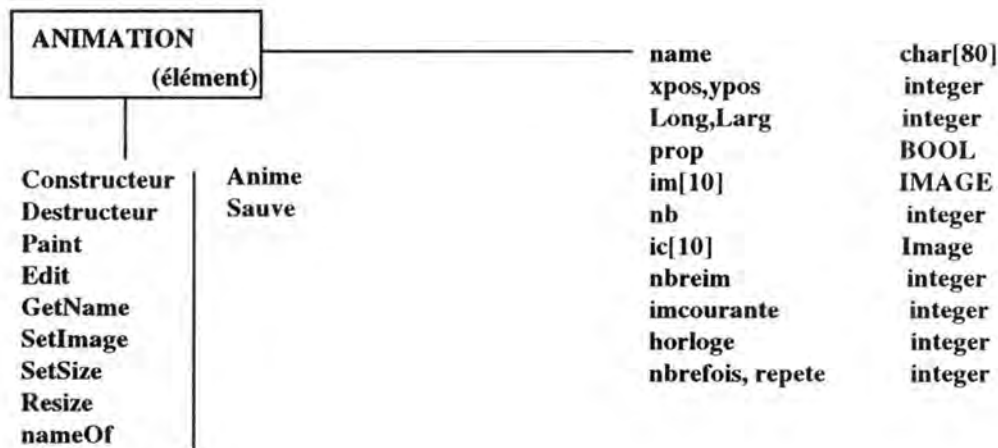 ANIMATION
(élément)
name char[80]
xpos,ypos integer
Long,Larg integer
prop BOOL
im[10] IMAGE
nb integer
ic[10] Image
nbreim integer
imcourante integer
horloge integer
nbrefois, repete integer
Constructeur Anime
Destructeur Sauve
Paint
Edit
GetName
SetImage
SetSize
Resize
nameOf